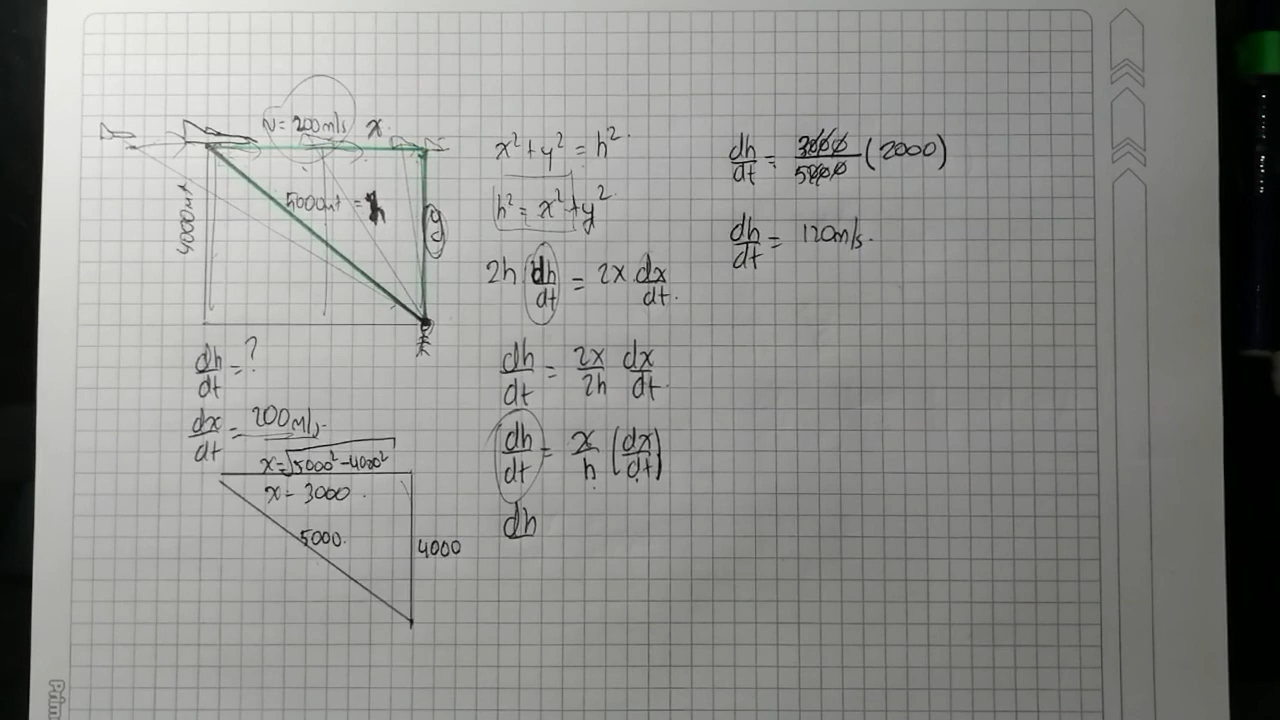 v = 200m/s x
4000mt
5000mt = h
y
dh/dt = ?
dx/dt = 200m/s.
x=√5000²-4000²
x = 3000.
5000.
4000
x²+y² = h².
h² = x²+y².
2h dh/dt = 2x dx/dt.
dh/dt = 2x/2h dx/dt.
dh/dt = x/h (dx/dt)
dh
dh/dt = 3000/5000 (2000)
dh/dt = 120m/s.